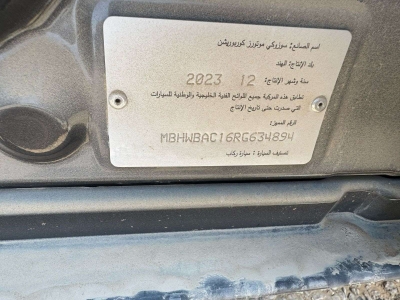 اسم الصانع: سوزوكي موتورز كوربوريشن
بلد الإنتاج: الهند
سنة وشهر الإنتاج: 12 2023
تطابق هذه المركبة جميع اللوائح الفنية الخليجية والوطنية للسيارات
التي صدرت حتى تاريخ الإنتاج
الرقم المميز:
MBHWBAC16RG634894
تصنيف السيارة : سيارة ركاب